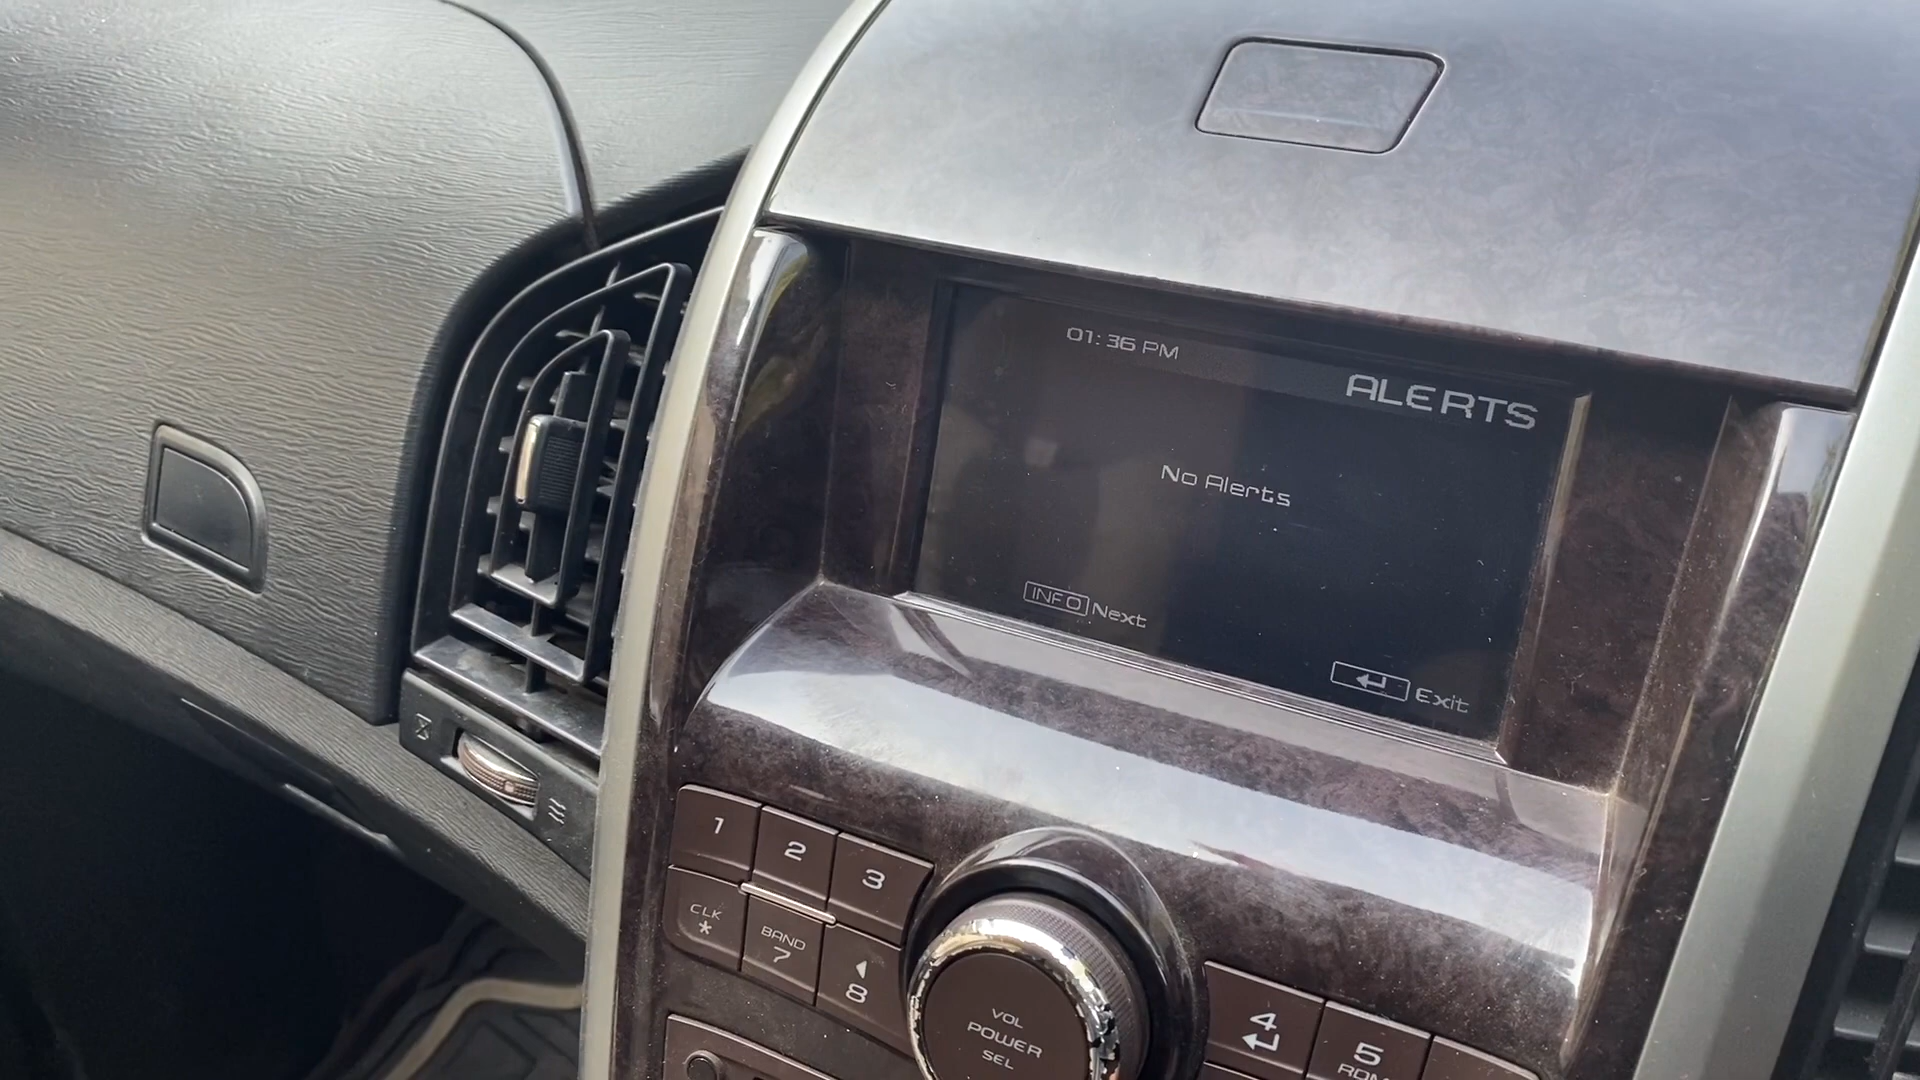 01:36 PM
ALERTS
No Alerts
INFO Next
Exit
1
2
3
CLK
*
BAND
7
8
VOL
POWER
SEL
4
5
RDM